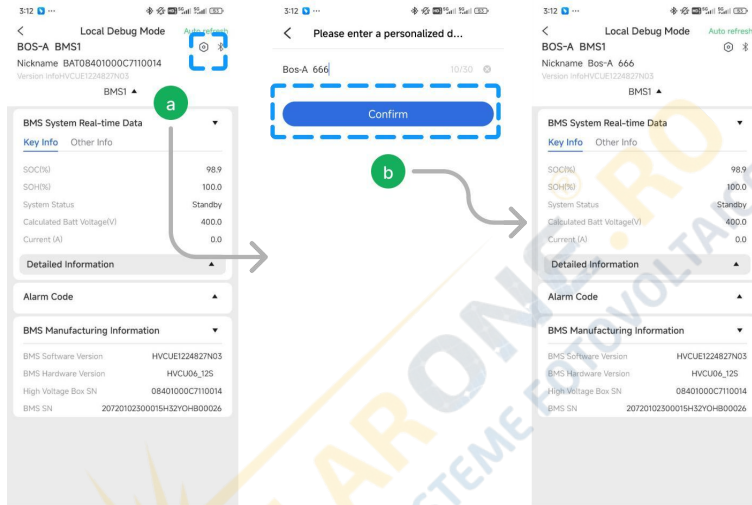 3:12 ...
Local Debug Mode Auto refresh
BOS-A BMS1
Nickname BAT08401000C7110014
Version InfoHVCUE1224827N03
BMS1 ▲
a
BMS System Real-time Data ▼
Key Info Other Info
SOC(%) 98.9
SOH(%) 100.0
System Status Standby
Calculated Batt Voltage(V) 400.0
Current (A) 0.0
Detailed Information ▲
Alarm Code ▲
BMS Manufacturing Information ▼
BMS Software Version HVCUE1224827N03
BMS Hardware Version HVCU06_12S
High Voltage Box SN 08401000C7110014
BMS SN 20720102300015H32YOHB00026
3:12 ...
Please enter a personalized d...
Bos-A 666 10/30
Confirm
b
3:12 ...
Local Debug Mode Auto refresh
BOS-A BMS1
Nickname Bos-A 666
Version InfoHVCUE1224827N03
BMS1 ▲
BMS System Real-time Data ▼
Key Info Other Info
SOC(%) 98.9
SOH(%) 100.0
System Status Standby
Calculated Batt Voltage(V) 400.0
Current (A) 0.0
Detailed Information ▲
Alarm Code ▲
BMS Manufacturing Information ▼
BMS Software Version HVCUE1224827N03
BMS Hardware Version HVCU06_12S
High Voltage Box SN 08401000C7110014
BMS SN 20720102300015H32YOHB00026